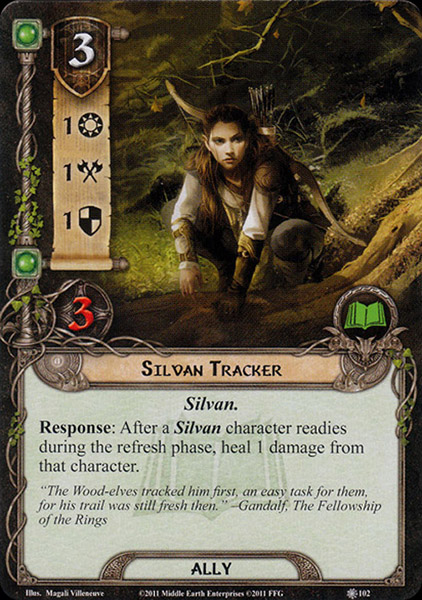 3
1
1
1
3
SILVAN TRACKER
Silvan.
Response: After a Silvan character readies
during the refresh phase, heal 1 damage from
that character.
“The Wood-elves tracked him first, an easy task for them,
for his trail was still fresh then.” –Gandalf, The Fellowship
of the Rings
ALLY
Illus. Magali Villeneuve
©2011 Middle Earth Enterprises ©2011 FFG
102